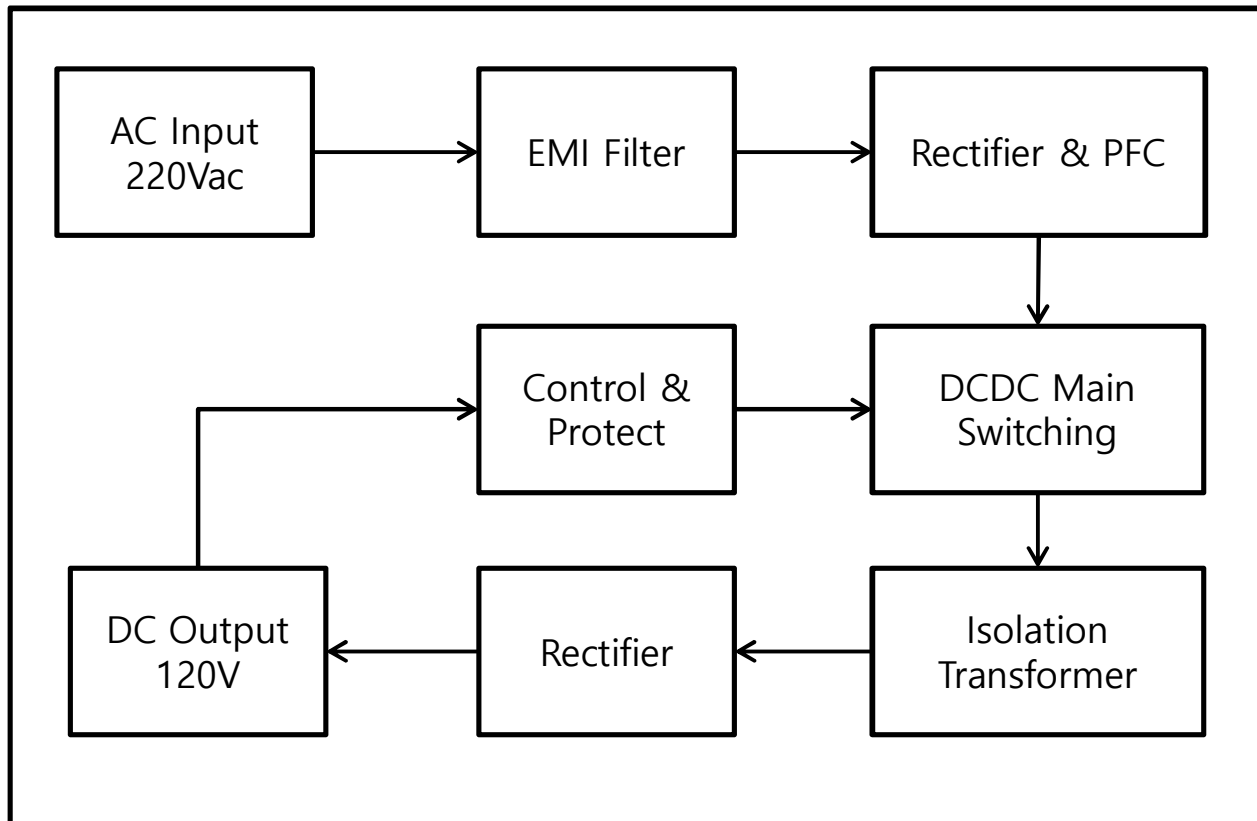 AC Input
220Vac
EMI Filter
Rectifier & PFC
Control &
Protect
DCDC Main
Switching
DC Output
120V
Rectifier
Isolation
Transformer